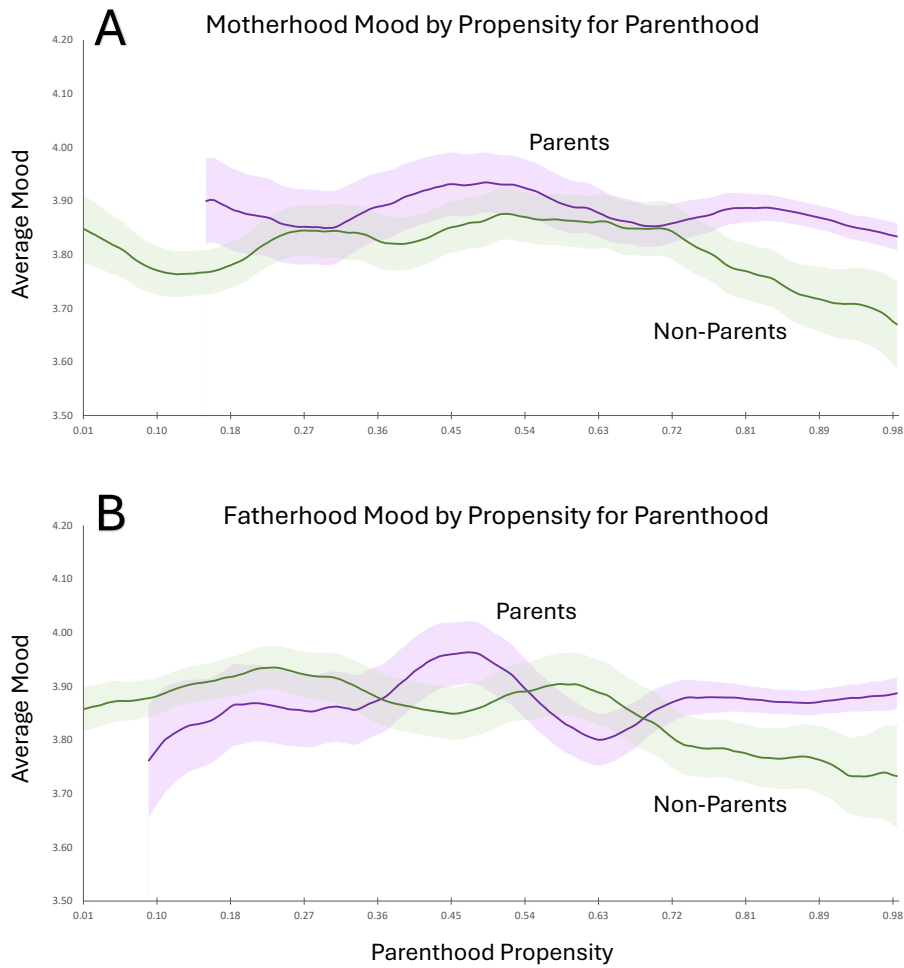 A
Motherhood Mood by Propensity for Parenthood
4.20
4.10
4.00
3.90
3.80
3.70
3.60
3.50
Average Mood
Parents
Non-Parents
0.01 0.10 0.18 0.27 0.36 0.45 0.54 0.63 0.72 0.81 0.89 0.98
B
Fatherhood Mood by Propensity for Parenthood
4.20
4.10
4.00
3.90
3.80
3.70
3.60
3.50
Average Mood
Parents
Non-Parents
0.01 0.10 0.18 0.27 0.36 0.45 0.54 0.63 0.72 0.81 0.89 0.98
Parenthood Propensity